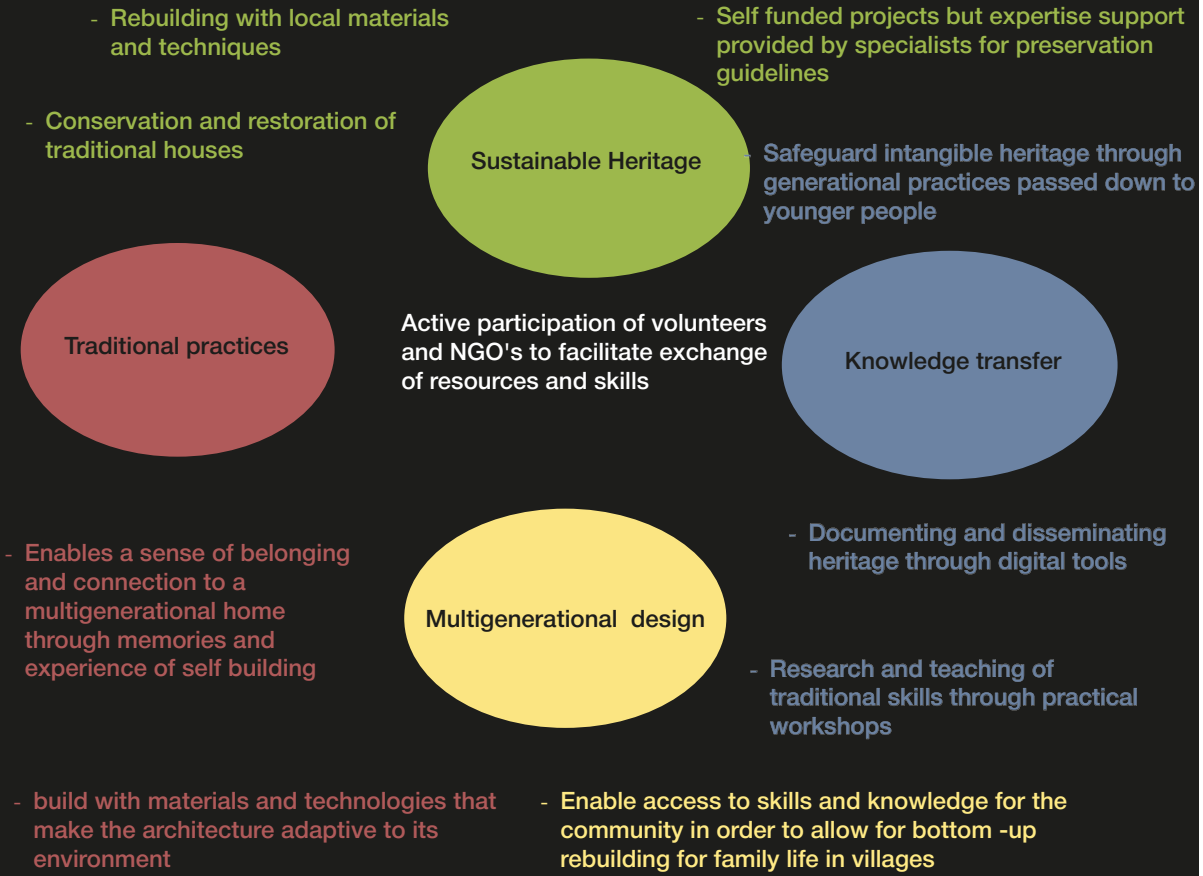 - Rebuilding with local materials
and techniques
- Self funded projects but expertise support
provided by specialists for preservation
guidelines
- Conservation and restoration of
traditional houses
Sustainable Heritage
- Safeguard intangible heritage through
generational practices passed down to
younger people
Traditional practices
Active participation of volunteers
and NGO's to facilitate exchange
of resources and skills
Knowledge transfer
- Enables a sense of belonging
and connection to a
multigenerational home
through memories and
experience of self building
Multigenerational design
- Documenting and disseminating
heritage through digital tools
- Research and teaching of
traditional skills through practical
workshops
- build with materials and technologies that
make the architecture adaptive to its
environment
- Enable access to skills and knowledge for the
community in order to allow for bottom -up
rebuilding for family life in villages